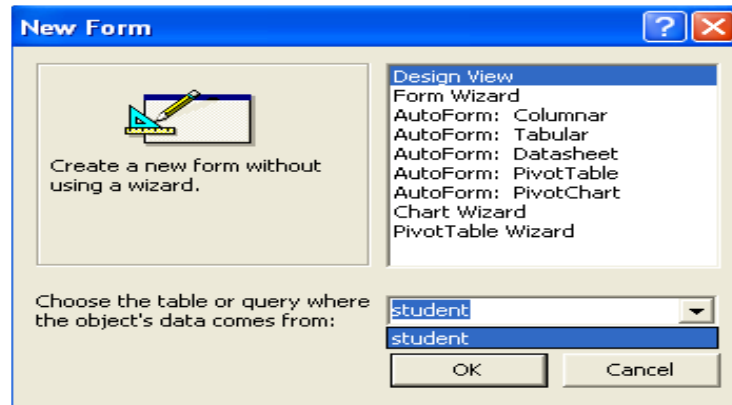 New Form
Design View
Form Wizard
AutoForm: Columnar
AutoForm: Tabular
AutoForm: Datasheet
AutoForm: PivotTable
AutoForm: PivotChart
Chart Wizard
PivotTable Wizard
Create a new form without
using a wizard.
Choose the table or query where
the object's data comes from:
student
student
OK
Cancel